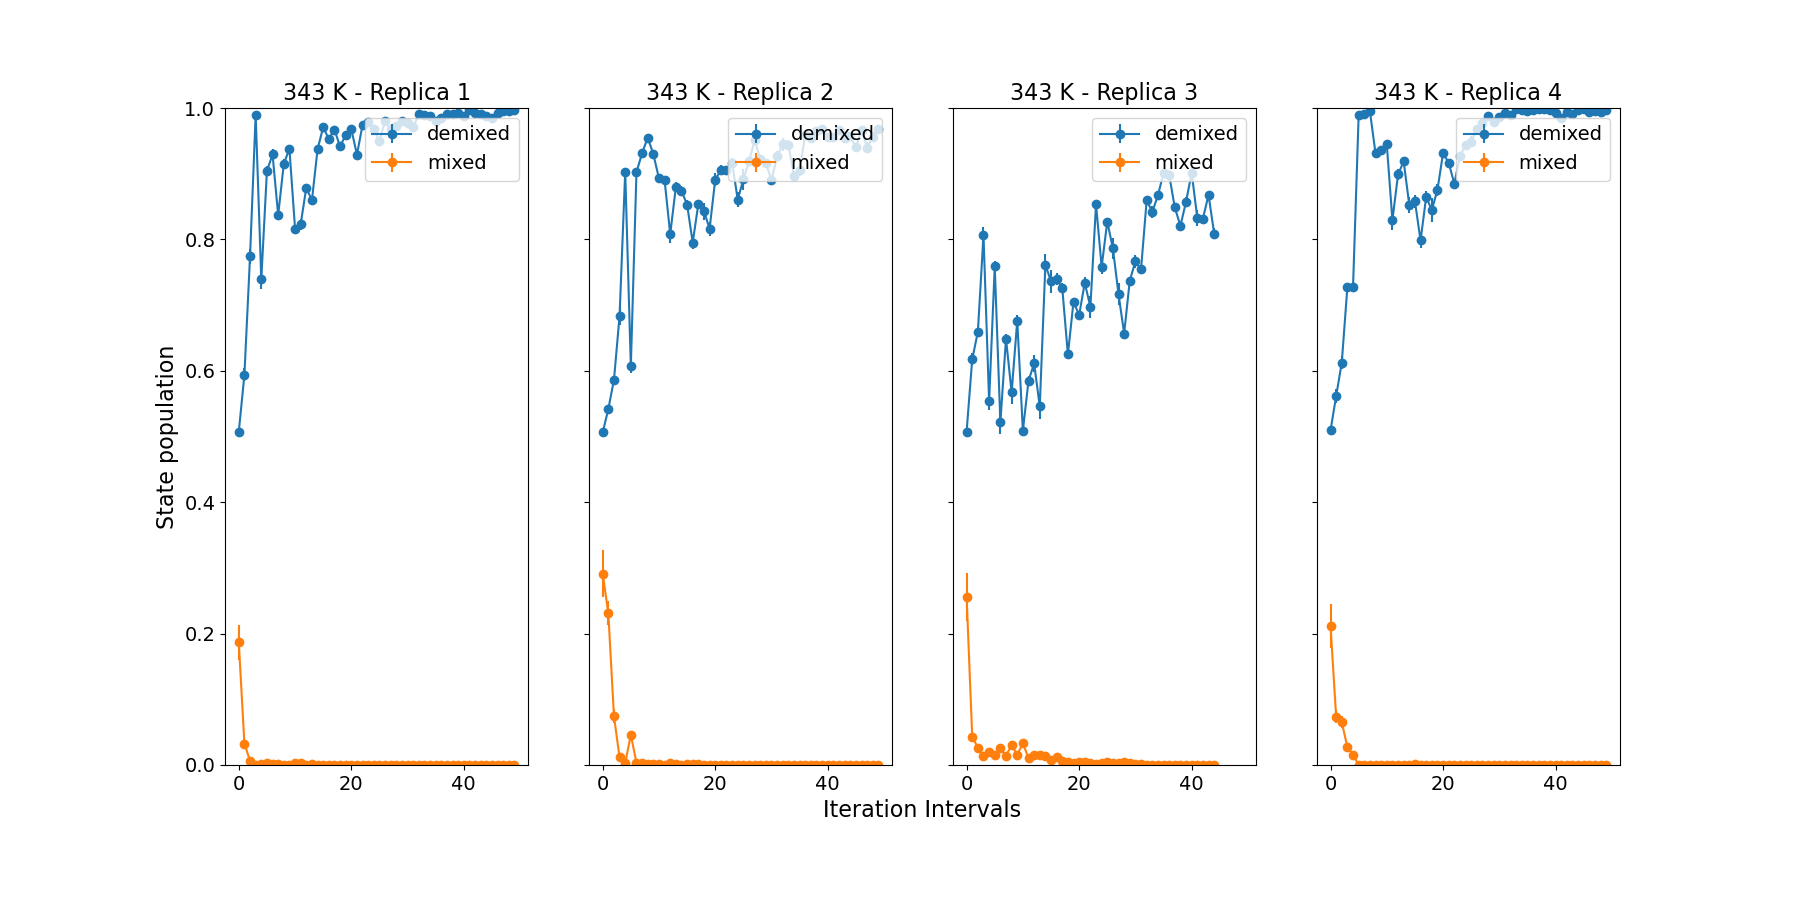 343 K - Replica 1
343 K - Replica 2
343 K - Replica 3
343 K - Replica 4
State population
1.0
0.8
0.6
0.4
0.2
0.0
demixed
mixed
demixed
mixed
demixed
mixed
demixed
mixed
0 20 40
0 20 40
0 20 40
0 20 40
Iteration Intervals